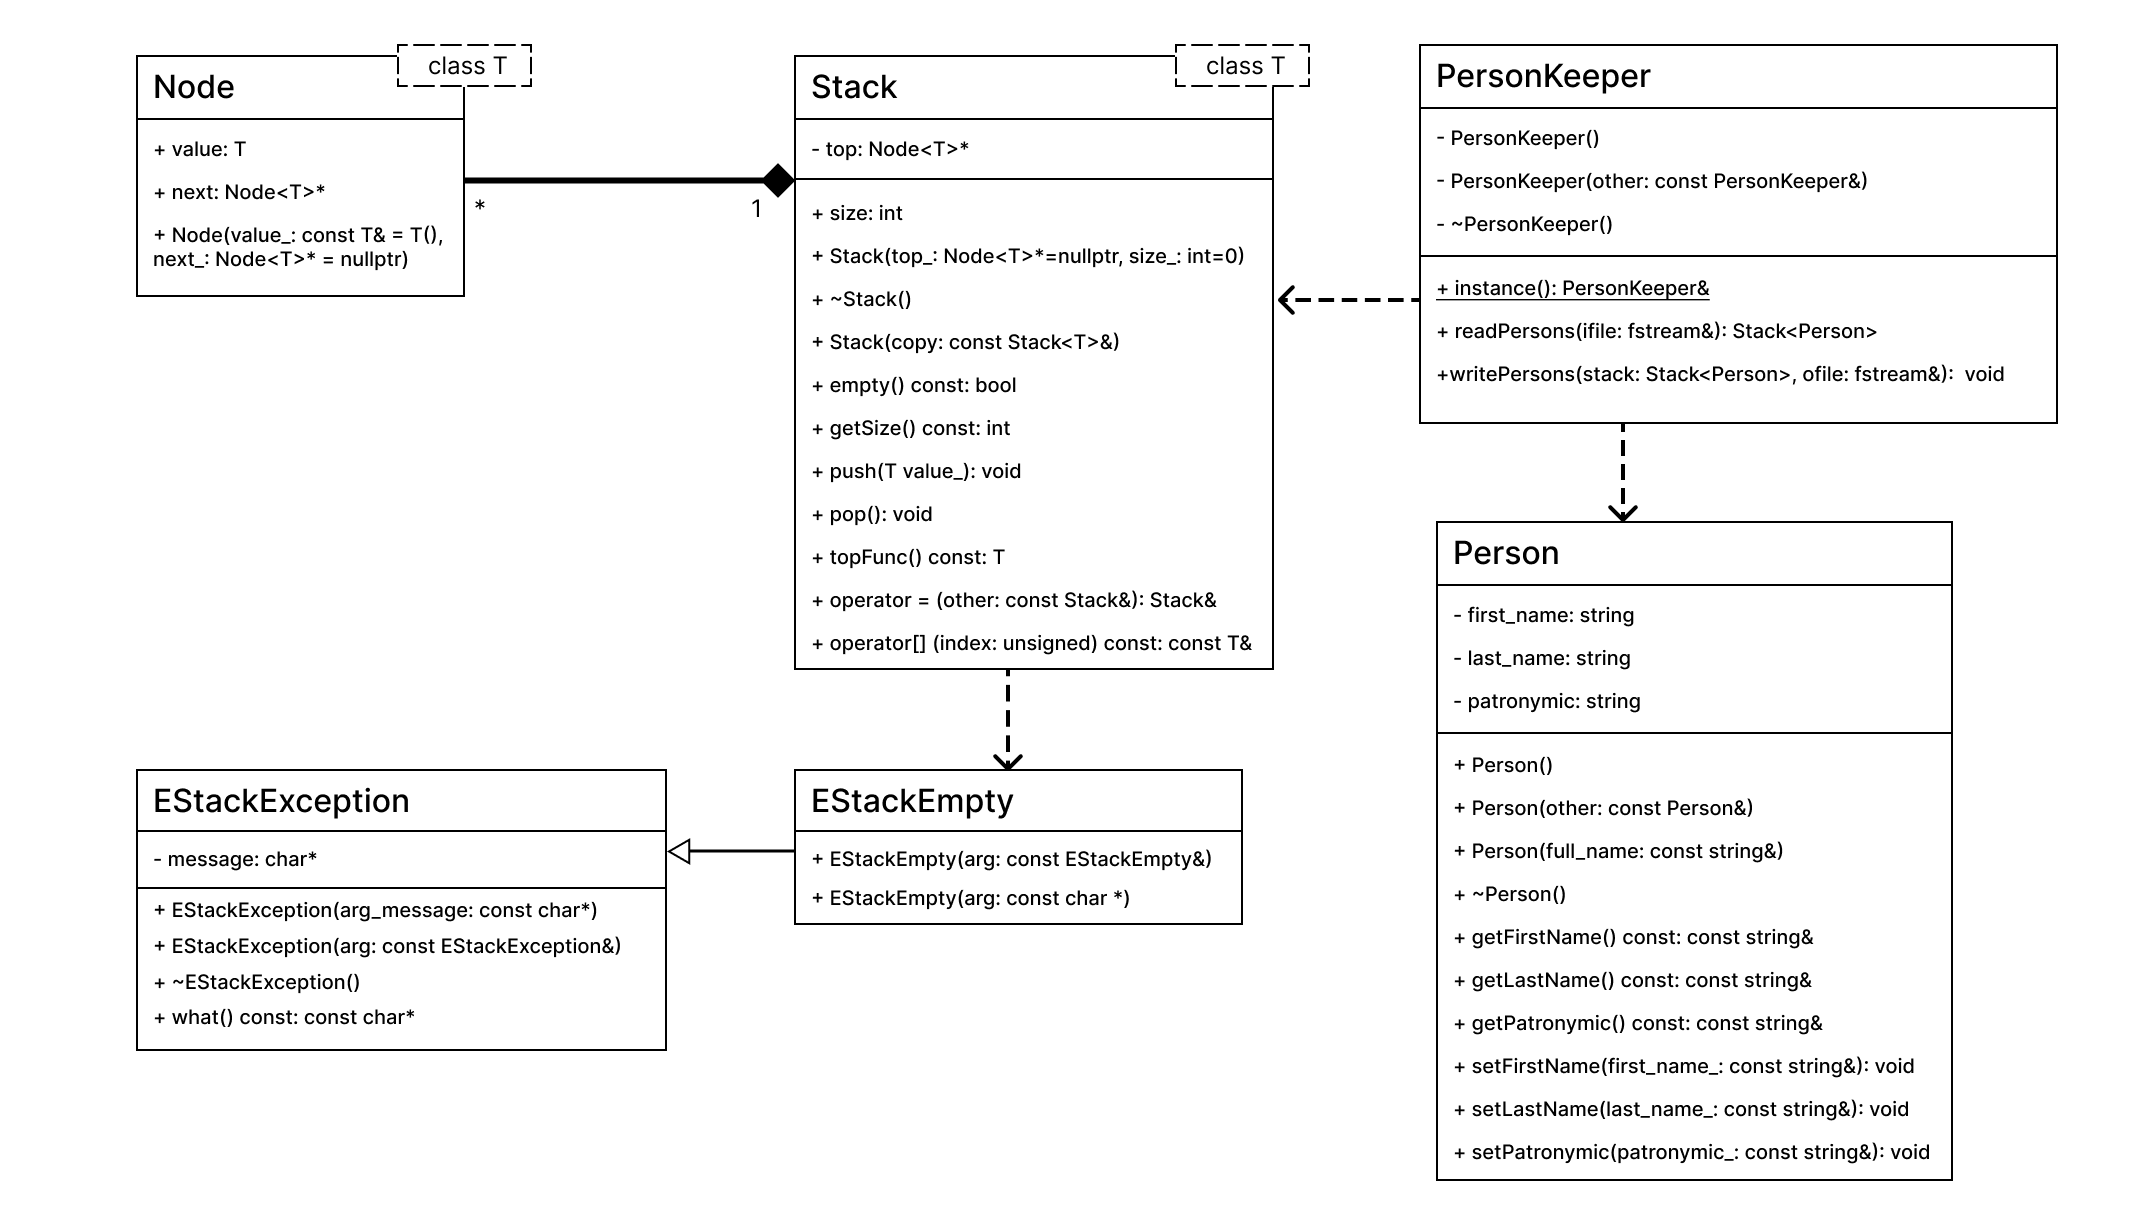 class T
Node
+ value: T
+ next: Node<T>*
+ Node(value_: const T& = T(),
next_: Node<T>* = nullptr)
*
1
class T
Stack
- top: Node<T>*
+ size: int
+ Stack(top_: Node<T>*=nullptr, size_: int=0)
+ ~Stack()
+ Stack(copy: const Stack<T>&)
+ empty() const: bool
+ getSize() const: int
+ push(T value_): void
+ pop(): void
+ topFunc() const: T
+ operator = (other: const Stack&): Stack&
+ operator[] (index: unsigned) const: const T&
PersonKeeper
- PersonKeeper()
- PersonKeeper(other: const PersonKeeper&)
- ~PersonKeeper()
+ instance(): PersonKeeper&
+ readPersons(ifile: fstream&): Stack<Person>
+writePersons(stack: Stack<Person>, ofile: fstream&):  void
EStackException
- message: char*
+ EStackException(arg_message: const char*)
+ EStackException(arg: const EStackException&)
+ ~EStackException()
+ what() const: const char*
EStackEmpty
+ EStackEmpty(arg: const EStackEmpty&)
+ EStackEmpty(arg: const char *)
Person
- first_name: string
- last_name: string
- patronymic: string
+ Person()
+ Person(other: const Person&)
+ Person(full_name: const string&)
+ ~Person()
+ getFirstName() const: const string&
+ getLastName() const: const string&
+ getPatronymic() const: const string&
+ setFirstName(first_name_: const string&): void
+ setLastName(last_name_: const string&): void
+ setPatronymic(patronymic_: const string&): void